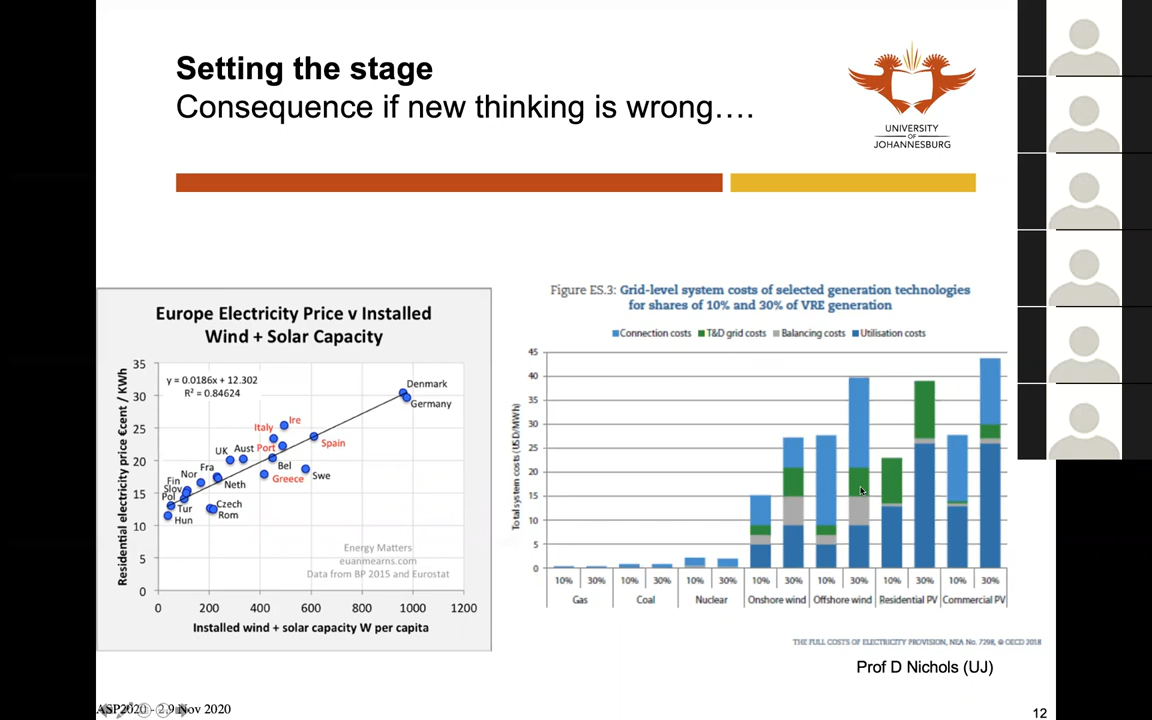 Setting the stage
Consequence if new thinking is wrong….
UNIVERSITY
OF
JOHANNESBURG
Europe Electricity Price v Installed
Wind + Solar Capacity
Residential electricity price €cent / KWh
35
30
25
20
15
10
5
0
y = 0.0186x + 12.302
R² = 0.84624
Denmark
Germany
Ire
Italy
Spain
UK
Aust
Port
Bel
Swe
Greece
Fra
Nor
Neth
Fin
Slov
Pol
Tur
Hun
Czech
Rom
Energy Matters
euanmearns.com
Data from BP 2015 and Eurostat
0 200 400 600 800 1000 1200
Installed wind + solar capacity W per capita
Figure ES.3: Grid-level system costs of selected generation technologies
for shares of 10% and 30% of VRE generation
Connection costs T&D grid costs Balancing costs Utilisation costs
Total system costs (USD/MWh)
45
40
35
30
25
20
15
10
5
0
10% 30% 10% 30% 10% 30% 10% 30% 10% 30% 10% 30% 10% 30%
Gas Coal Nuclear Onshore wind Offshore wind Residential PV Commercial PV
THE FULL COSTS OF ELECTRICITY PROVISION, NEA No. 7298, © OECD 2018
Prof D Nichols (UJ)
ASP2020 - 2.9 Nov 2020
12